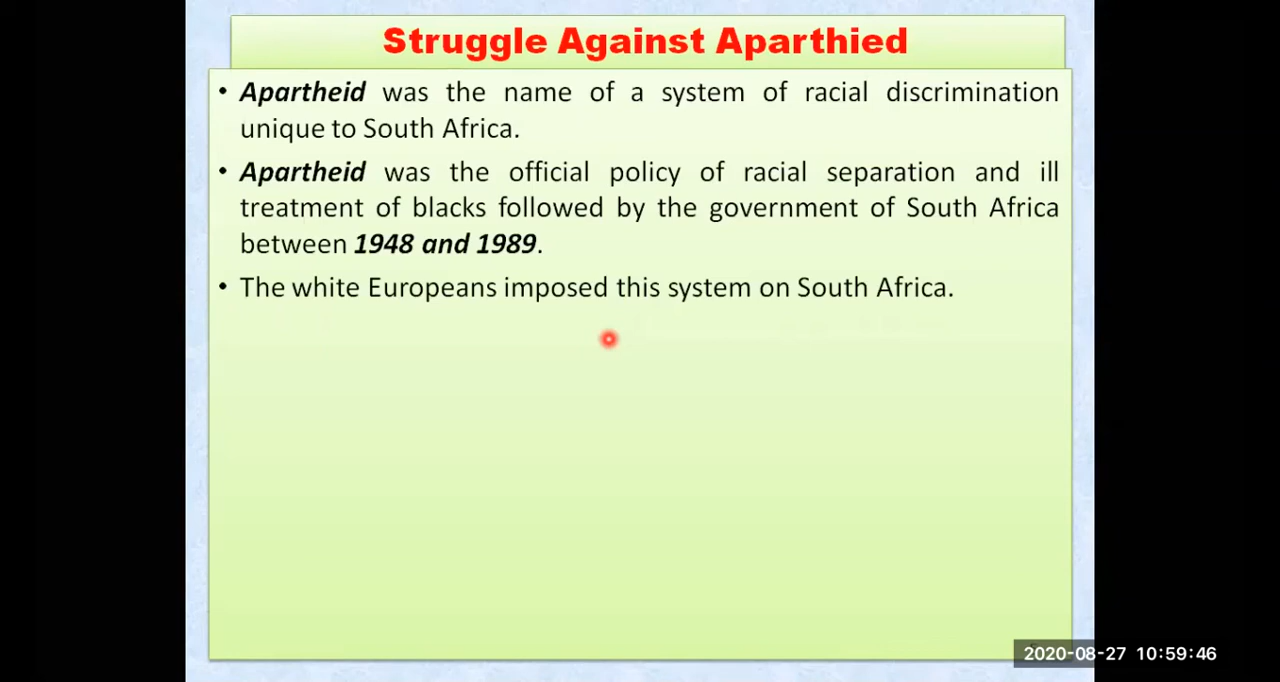 Struggle Against Aparthied
• Apartheid was the name of a system of racial discrimination
unique to South Africa.
• Apartheid was the official policy of racial separation and ill
treatment of blacks followed by the government of South Africa
between 1948 and 1989.
• The white Europeans imposed this system on South Africa.
2020-08-27 10:59:46